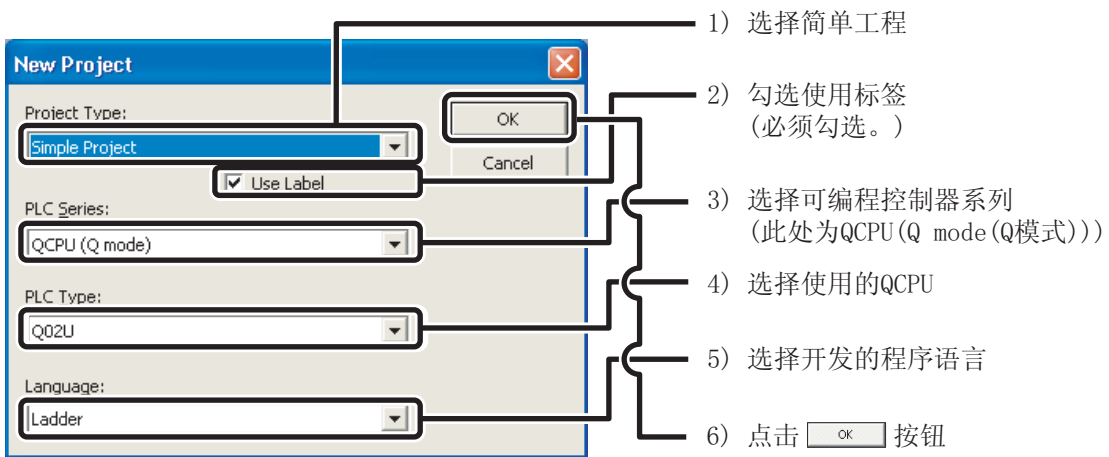 New Project
Project Type:
Simple Project
Use Label
PLC Series:
QCPU (Q mode)
PLC Type:
Q02U
Language:
Ladder
OK
Cancel
1) 选择简单工程
2) 勾选使用标签
(必须勾选。)
3) 选择可编程控制器系列
(此处为QCPU(Q mode(Q模式)))
4) 选择使用的QCPU
5) 选择开发的程序语言
6) 点击 OK 按钮